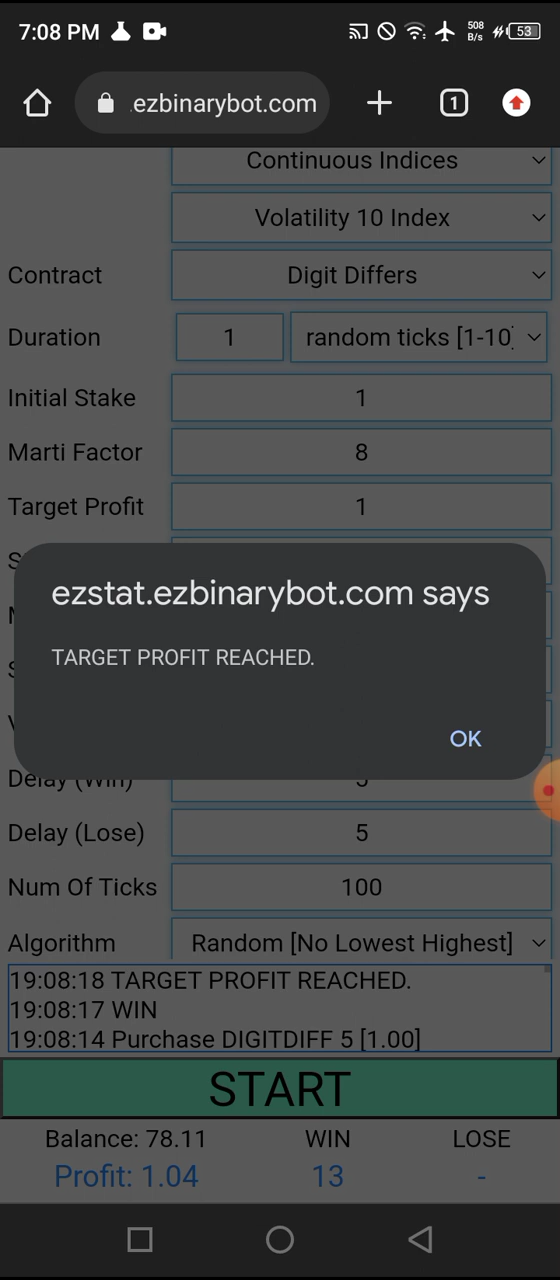 7:08 PM
508
B/s
53
.ezbinarybot.com
1
Continuous Indices
Volatility 10 Index
Contract Digit Differs
Duration 1 random ticks [1-10]
Initial Stake 1
Marti Factor 8
Target Profit 1
ezstat.ezbinarybot.com says
TARGET PROFIT REACHED.
OK
Delay (Win) 5
Delay (Lose) 5
Num Of Ticks 100
Algorithm Random [No Lowest Highest]
19:08:18 TARGET PROFIT REACHED.
19:08:17 WIN
19:08:14 Purchase DIGITDIFF 5 [1.00]
START
Balance: 78.11 WIN LOSE
Profit: 1.04 13 -